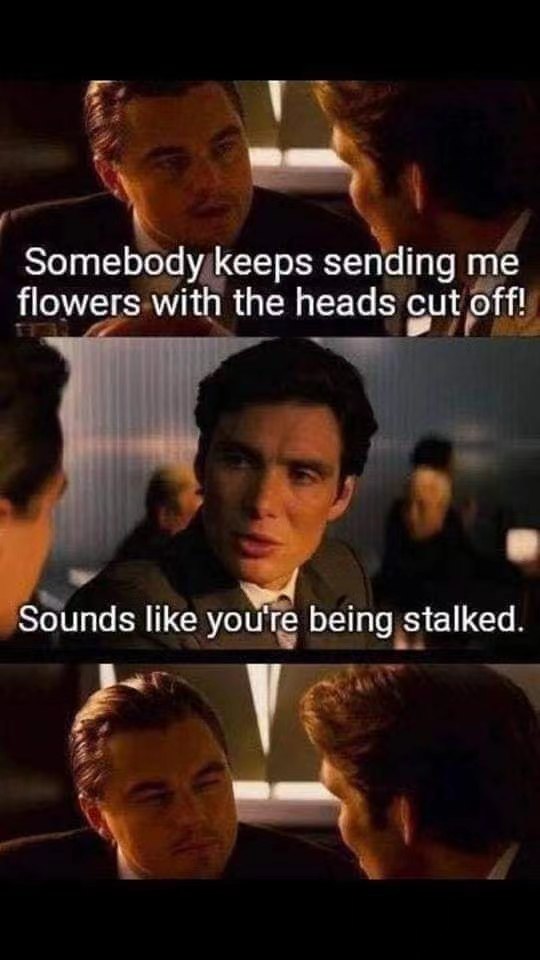 Somebody keeps sending me
flowers with the heads cut off!
Sounds like you're being stalked.